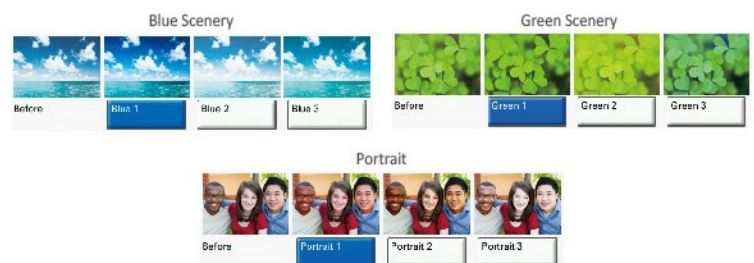 Blue Scenery
Before
Blue 1
Blue 2
Blue 3
Green Scenery
Before
Green 1
Green 2
Green 3
Portrait
Before
Portrait 1
Portrait 2
Portrait 3